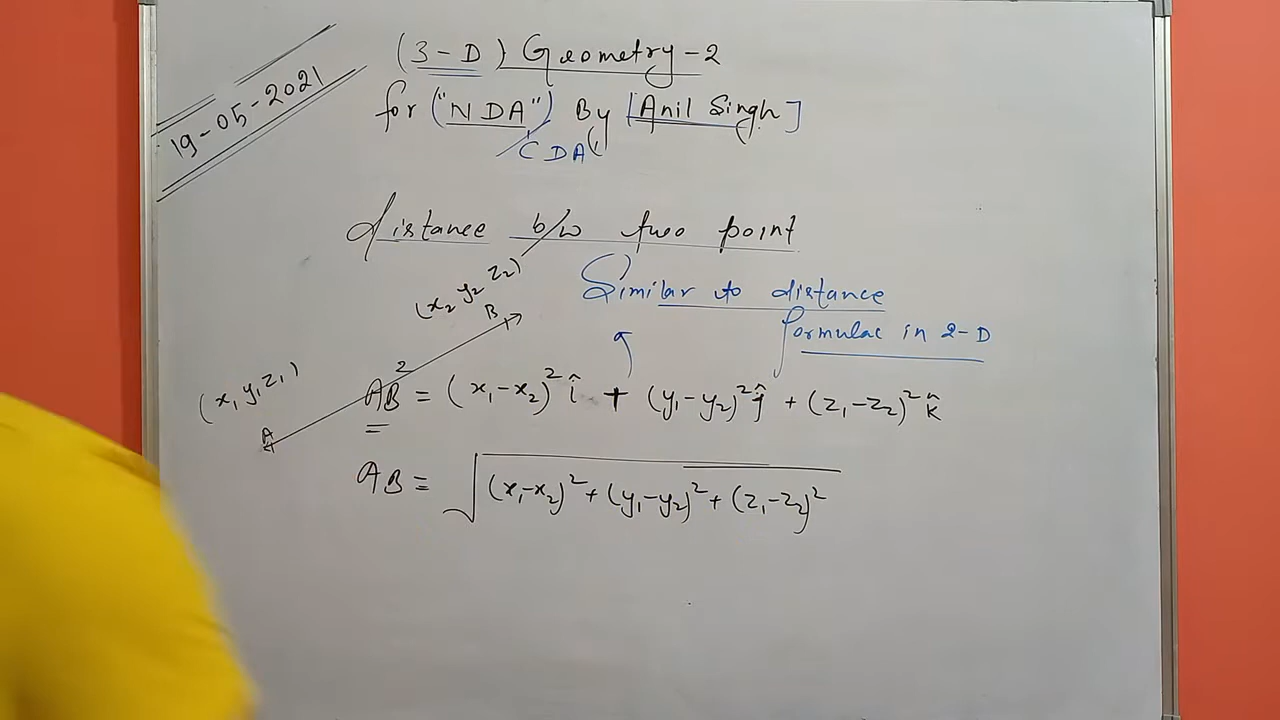 19-05-2021
(3-D) Geometry-2
for ("NDA") By [Anil Singh]
CDA
distance b/w two point
Similar to distance
formulae in 2-D
(x₂ y₂ z₂)
B
(x₁ y₁ z₁)
A
AB² = (x₁-x₂)² î + (y₁-y₂)² ĵ + (z₁-z₂)² k̂
AB = √(x₁-x₂)² + (y₁-y₂)² + (z₁-z₂)²